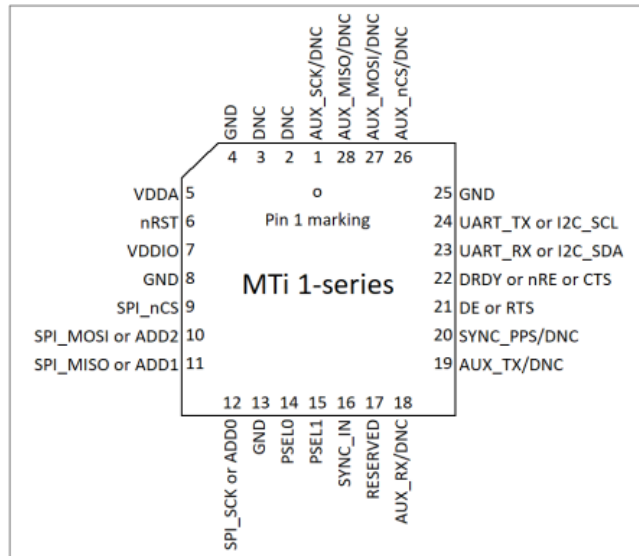 GND
DNC
DNC
AUX_SCK/DNC
AUX_MISO/DNC
AUX_MOSI/DNC
AUX_nCS/DNC
4 3 2 1 28 27 26
VDDA 5
nRST 6
VDDIO 7
GND 8
SPI_nCS 9
SPI_MOSI or ADD2 10
SPI_MISO or ADD1 11
o
Pin 1 marking
MTi 1-series
25 GND
24 UART_TX or I2C_SCL
23 UART_RX or I2C_SDA
22 DRDY or nRE or CTS
21 DE or RTS
20 SYNC_PPS/DNC
19 AUX_TX/DNC
12 13 14 15 16 17 18
SPI_SCK or ADD0
GND
PSEL0
PSEL1
SYNC_IN
RESERVED
AUX_RX/DNC